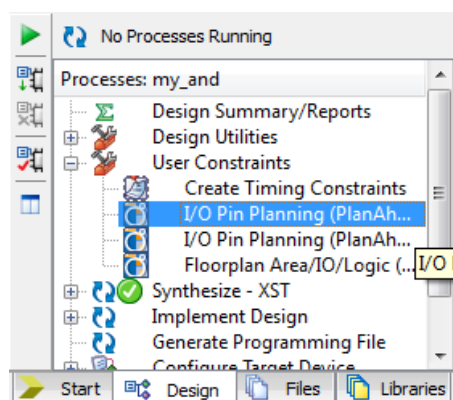 No Processes Running
Processes: my_and
Design Summary/Reports
Design Utilities
User Constraints
Create Timing Constraints
I/O Pin Planning (PlanAh...
I/O Pin Planning (PlanAh...
Floorplan Area/IO/Logic (...
I/O
Synthesize - XST
Implement Design
Generate Programming File
Configure Target Device
Start Design Files Libraries